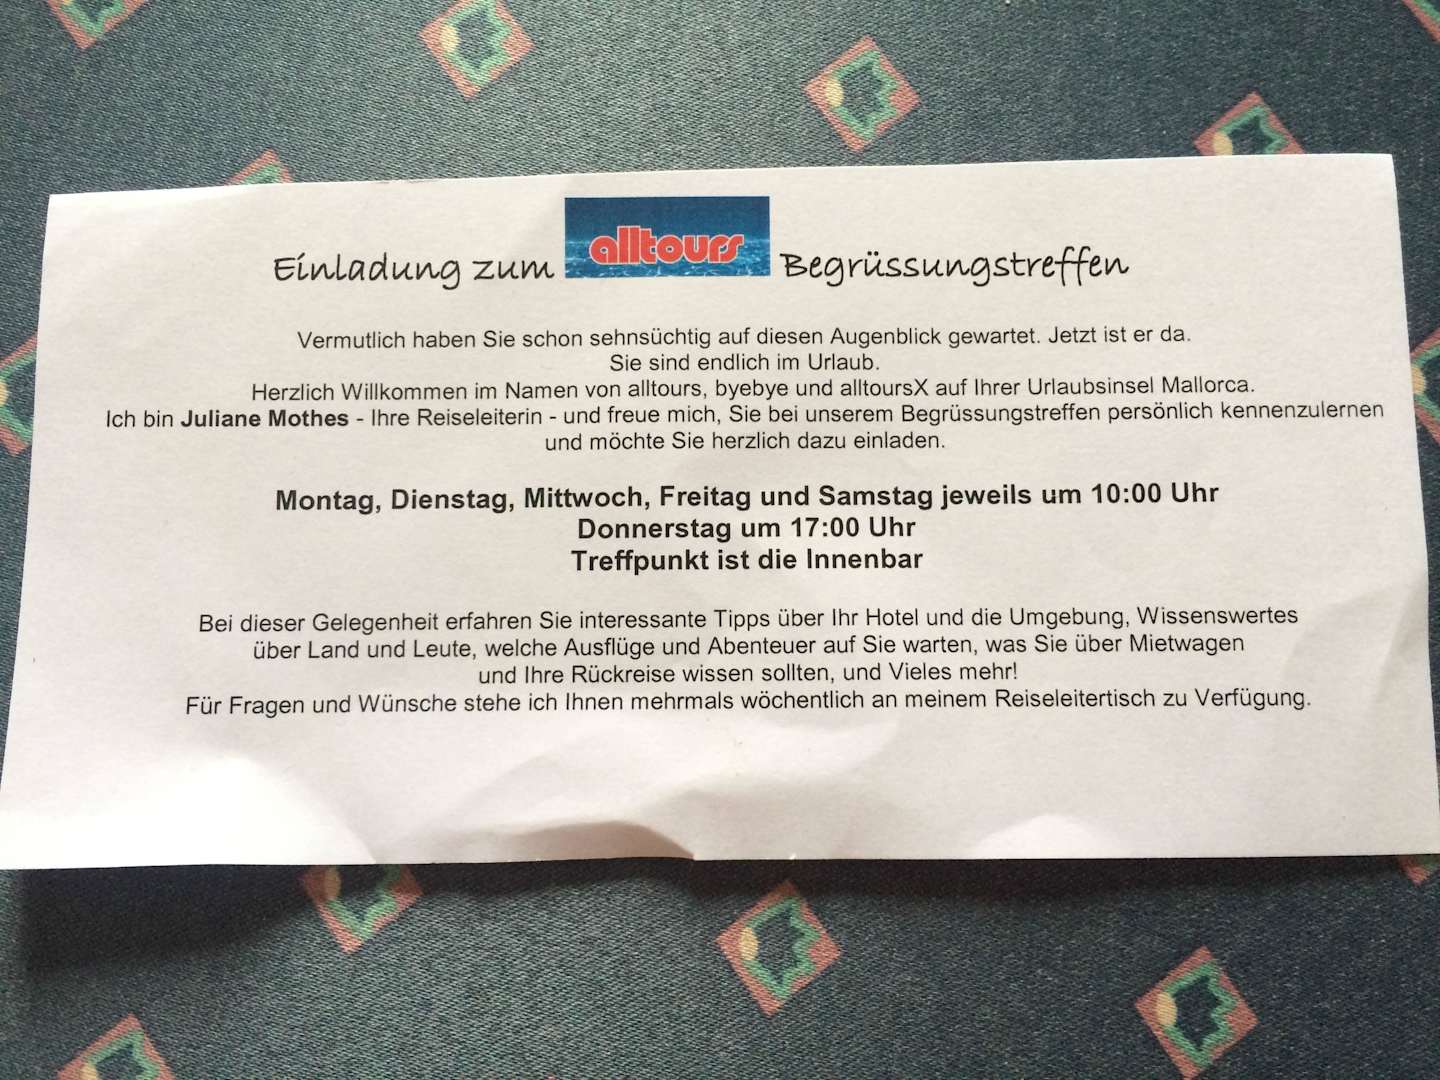 Einladung zum alltours Begrüssungstreffen
Vermutlich haben Sie schon sehnsüchtig auf diesen Augenblick gewartet. Jetzt ist er da.
Sie sind endlich im Urlaub.
Herzlich Willkommen im Namen von alltours, byebye und alltoursX auf Ihrer Urlaubsinsel Mallorca.
Ich bin Juliane Mothes - Ihre Reiseleiterin - und freue mich, Sie bei unserem Begrüssungstreffen persönlich kennenzulernen
und möchte Sie herzlich dazu einladen.
Montag, Dienstag, Mittwoch, Freitag und Samstag jeweils um 10:00 Uhr
Donnerstag um 17:00 Uhr
Treffpunkt ist die Innenbar
Bei dieser Gelegenheit erfahren Sie interessante Tipps über Ihr Hotel und die Umgebung, Wissenswertes
über Land und Leute, welche Ausflüge und Abenteuer auf Sie warten, was Sie über Mietwagen
und Ihre Rückreise wissen sollten, und Vieles mehr!
Für Fragen und Wünsche stehe ich Ihnen mehrmals wöchentlich an meinem Reiseleitertisch zu Verfügung.